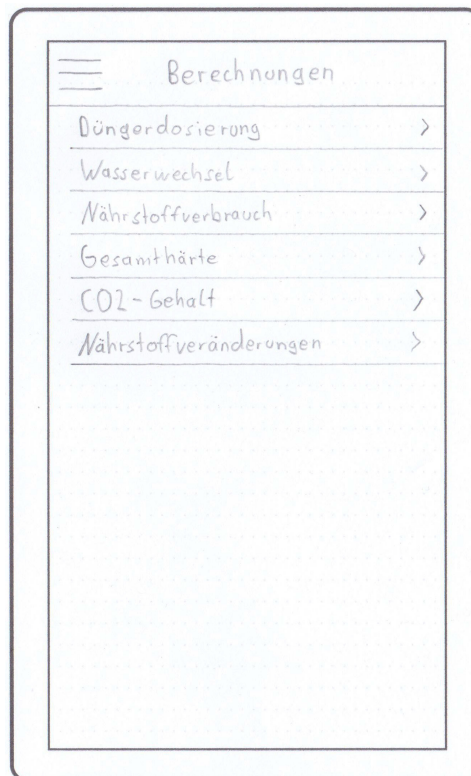 Berechnungen
Düngerdosierung
Wasserwechsel
Nährstoffverbrauch
Gesamthärte
CO2-Gehalt
Nährstoffveränderungen